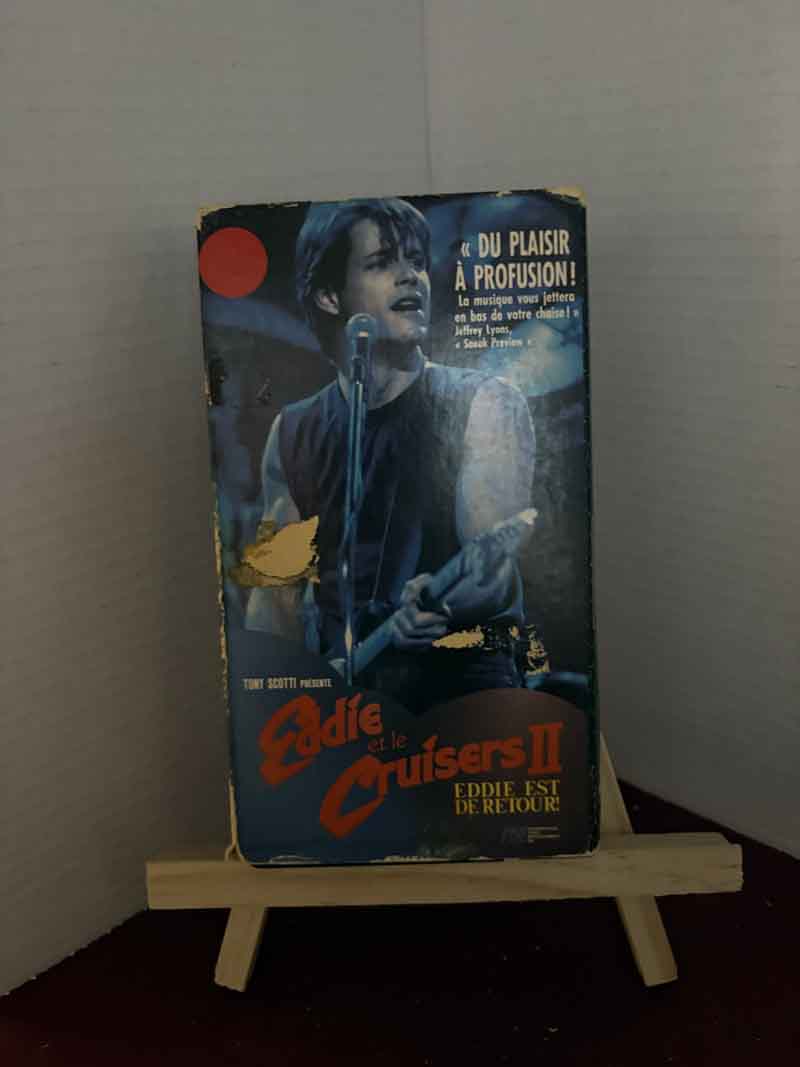 « DU PLAISIR
À PROFUSION!
La musique vous jettera
en bas de votre chaise! »
Jeffrey Lyons,
« Sneak Preview »
TONY SCOTTI PRÉSENTE
Eddie
et le
Cruisers II
EDDIE EST
DE RETOUR!